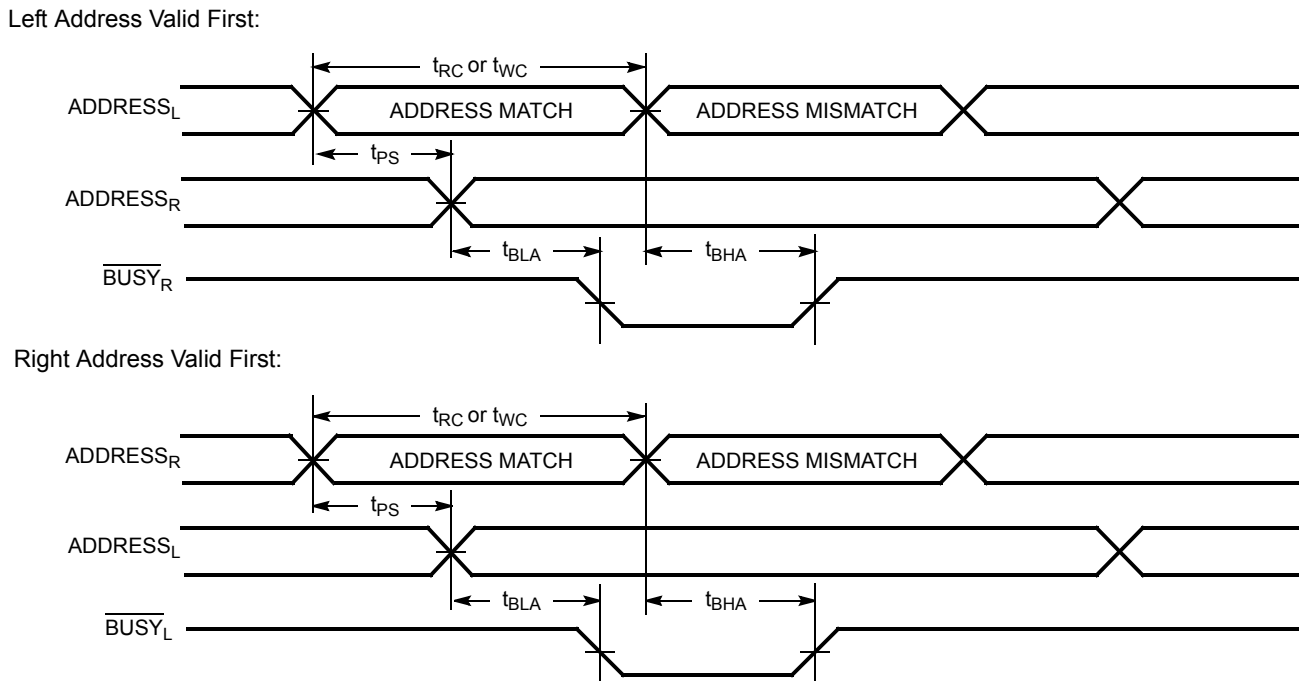 Left Address Valid First:
tRC or tWC
ADDRESSL
ADDRESS MATCH
ADDRESS MISMATCH
tPS
ADDRESSR
tBLA
tBHA
BUSYR
Right Address Valid First:
tRC or tWC
ADDRESSR
ADDRESS MATCH
ADDRESS MISMATCH
tPS
ADDRESSL
tBLA
tBHA
BUSYL